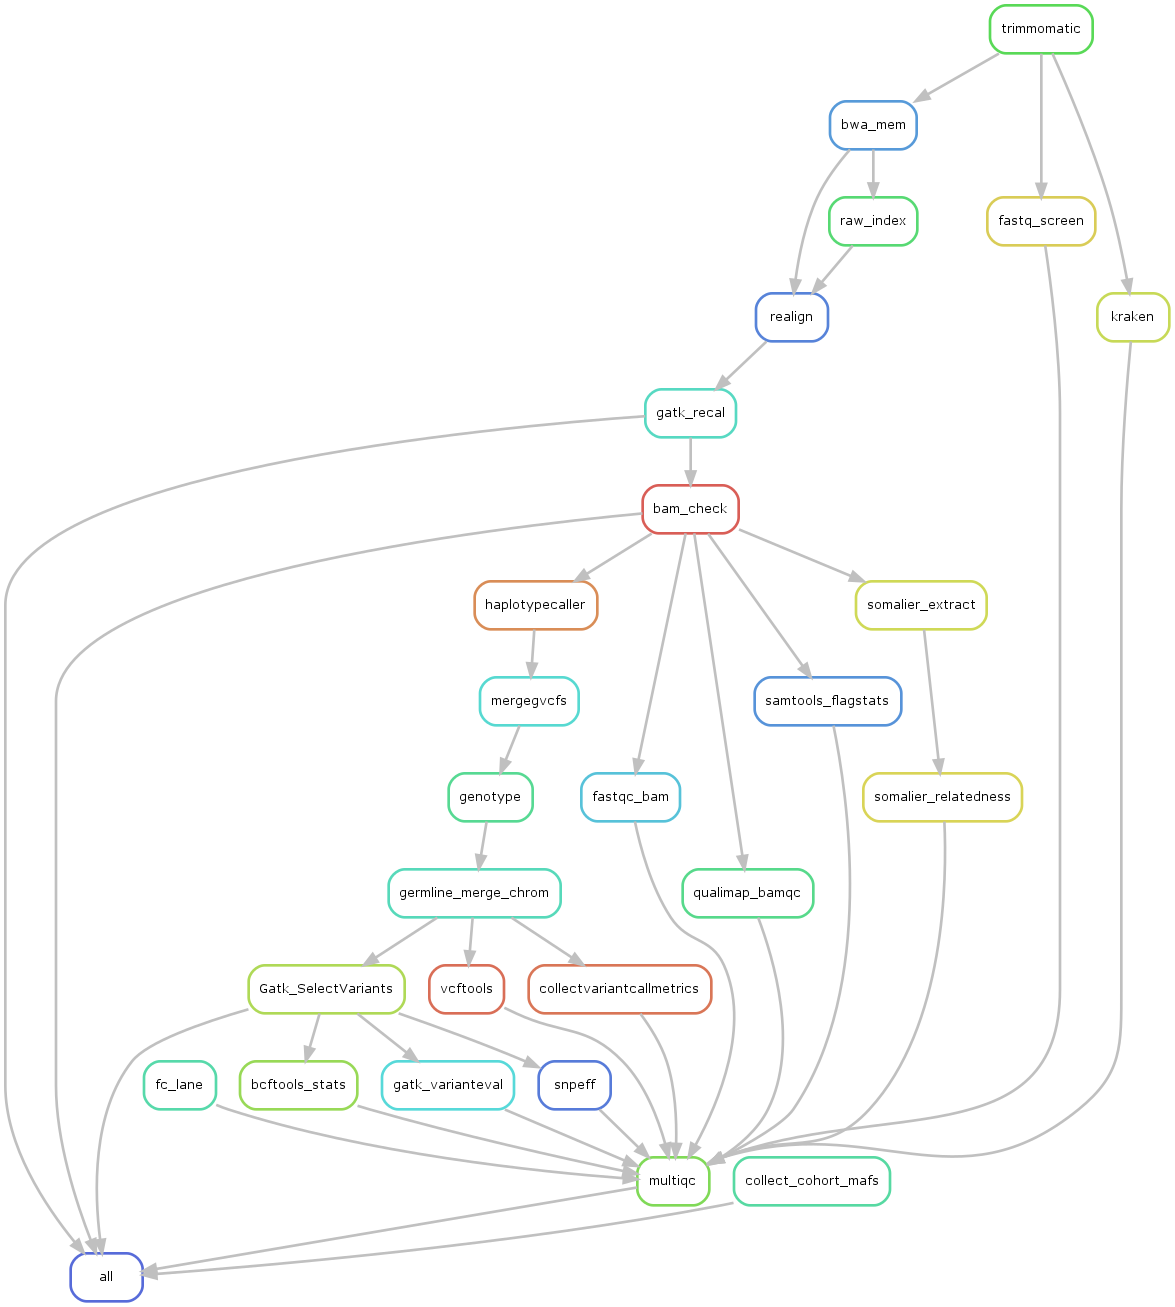 trimmomatic
bwa_mem
raw_index
fastq_screen
realign
kraken
gatk_recal
bam_check
haplotypecaller
somalier_extract
mergegvcfs
samtools_flagstats
genotype
fastqc_bam
somalier_relatedness
germline_merge_chrom
qualimap_bamqc
Gatk_SelectVariants
vcftools
collectvariantcallmetrics
fc_lane
bcftools_stats
gatk_varianteval
snpeff
multiqc
collect_cohort_mafs
all